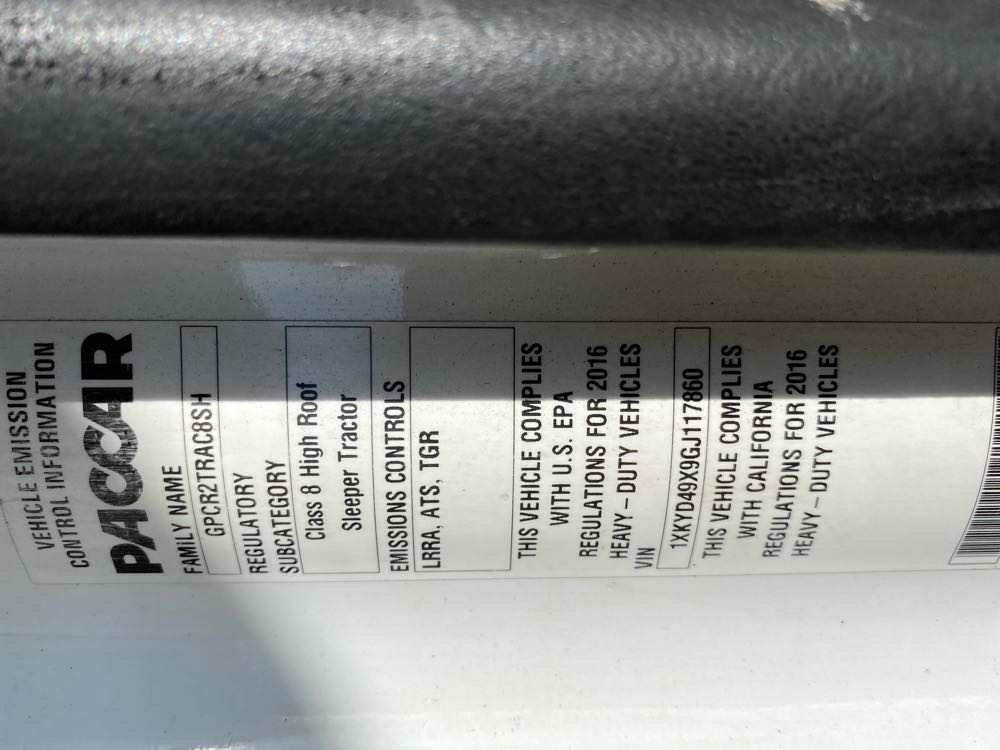 VEHICLE EMISSION
CONTROL INFORMATION
PACCAR
FAMILY NAME
GPCR2TRAC8SH
REGULATORY
SUBCATEGORY
Class 8 High Roof
Sleeper Tractor
EMISSIONS CONTROLS
LRRA, ATS, TGR
THIS VEHICLE COMPLIES
WITH U.S. EPA
REGULATIONS FOR 2016
HEAVY – DUTY VEHICLES
VIN
1XKYD49X9GJ117860
THIS VEHICLE COMPLIES
WITH CALIFORNIA
REGULATIONS FOR 2016
HEAVY – DUTY VEHICLES